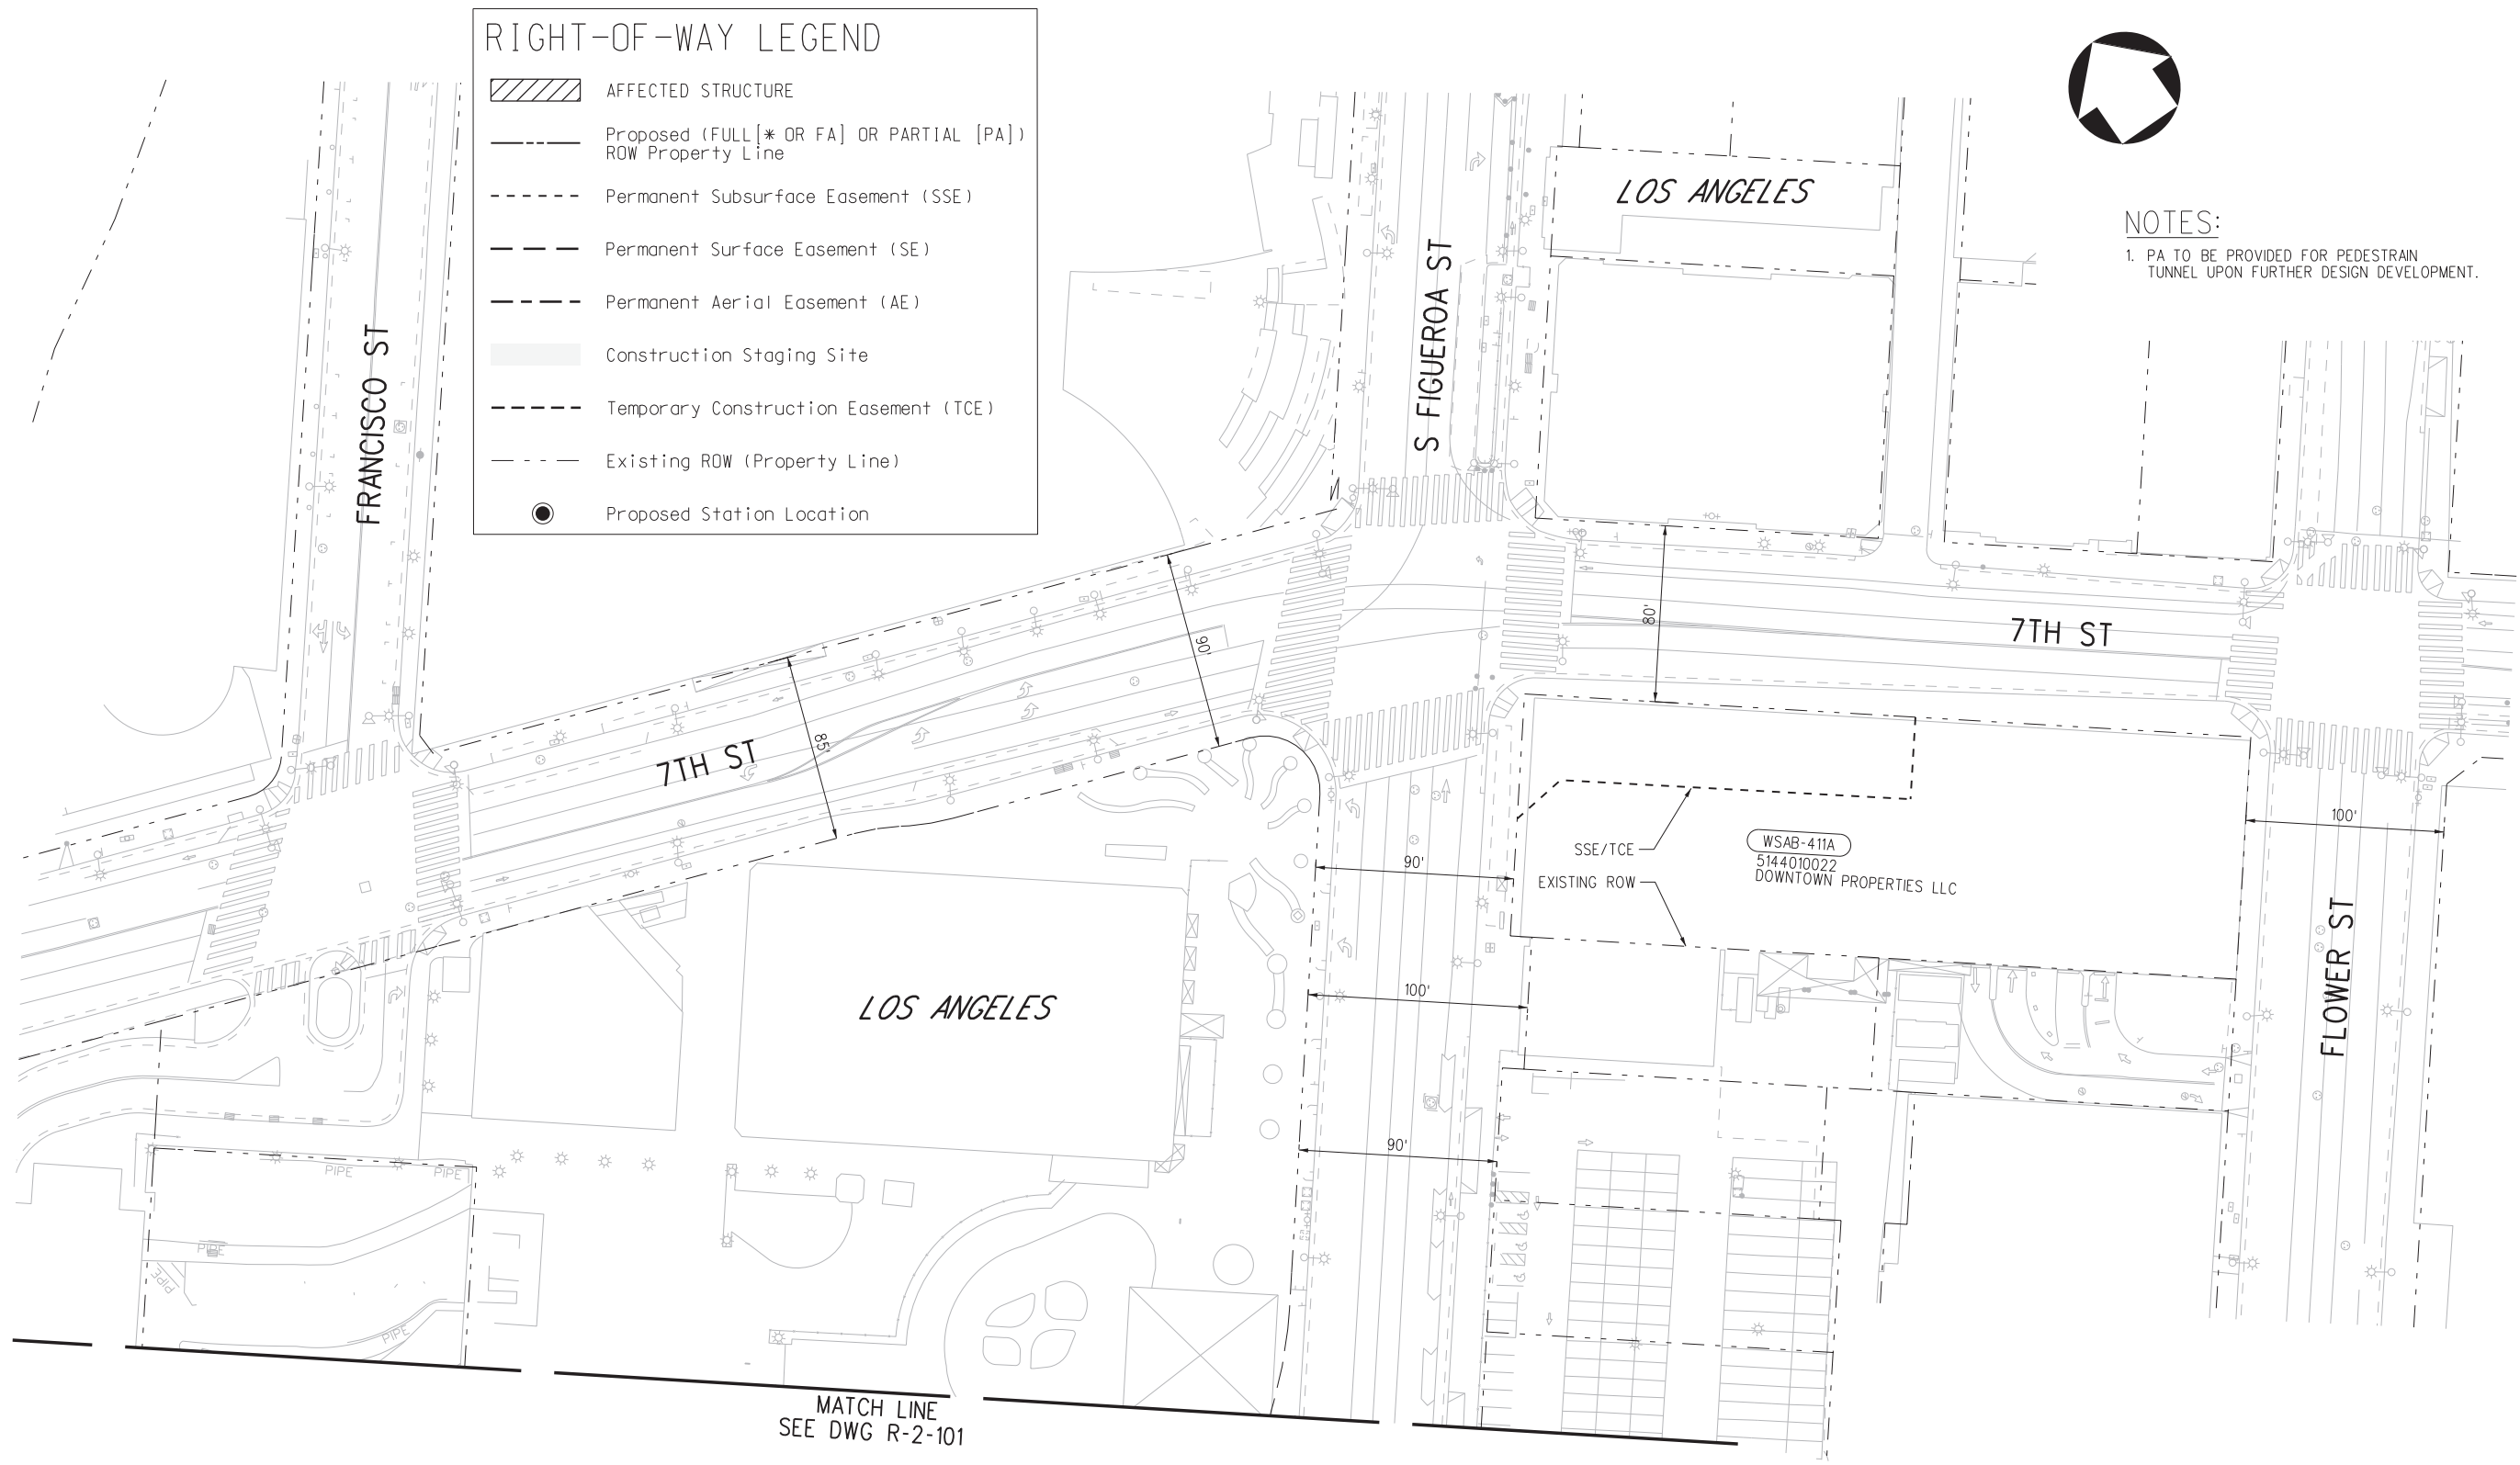 RIGHT-OF-WAY LEGEND
AFFECTED STRUCTURE
Proposed (FULL[* OR FA] OR PARTIAL [PA])
ROW Property Line
Permanent Subsurface Easement (SSE)
Permanent Surface Easement (SE)
Permanent Aerial Easement (AE)
Construction Staging Site
Temporary Construction Easement (TCE)
Existing ROW (Property Line)
Proposed Station Location
NOTES:
1. PA TO BE PROVIDED FOR PEDESTRAIN
TUNNEL UPON FURTHER DESIGN DEVELOPMENT.
LOS ANGELES
FRANCISCO ST
S FIGUEROA ST
7TH ST
80'
90'
7TH ST
85'
SSE/TCE
EXISTING ROW
WSAB-411A
5144010022
DOWNTOWN PROPERTIES LLC
100'
90'
FLOWER ST
LOS ANGELES
100'
90'
PIPE
PIPE
PIPE
PIPE
PIPE
MATCH LINE
SEE DWG R-2-101